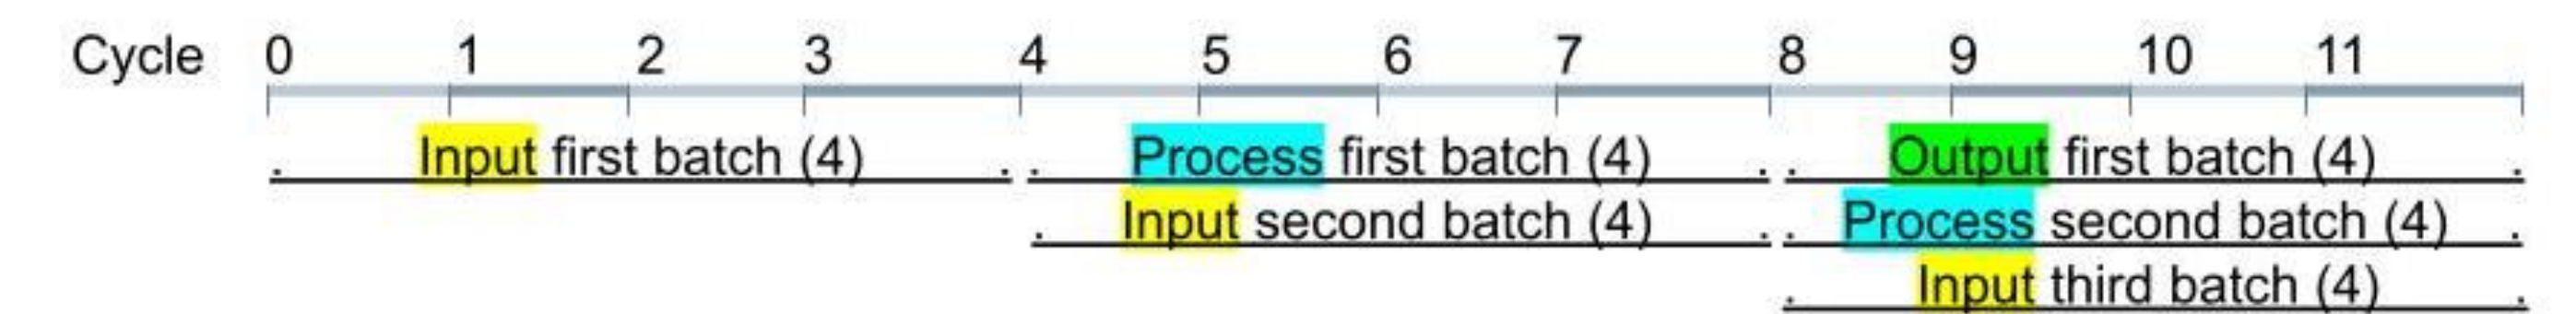 Cycle 0 1 2 3 4 5 6 7 8 9 10 11
. Input first batch (4) . . Process first batch (4) . . Output first batch (4) .
. Input second batch (4) . . Process second batch (4) .
. Input third batch (4) .